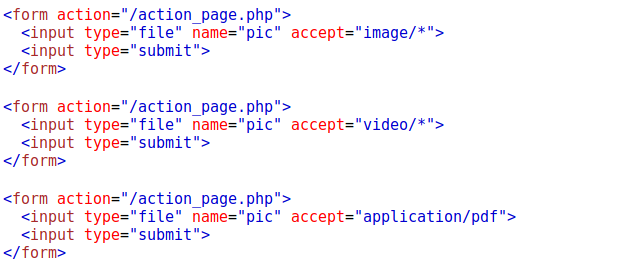 <form action="/action_page.php">
  <input type="file" name="pic" accept="image/*">
  <input type="submit">
</form>

<form action="/action_page.php">
  <input type="file" name="pic" accept="video/*">
  <input type="submit">
</form>

<form action="/action_page.php">
  <input type="file" name="pic" accept="application/pdf">
  <input type="submit">
</form>